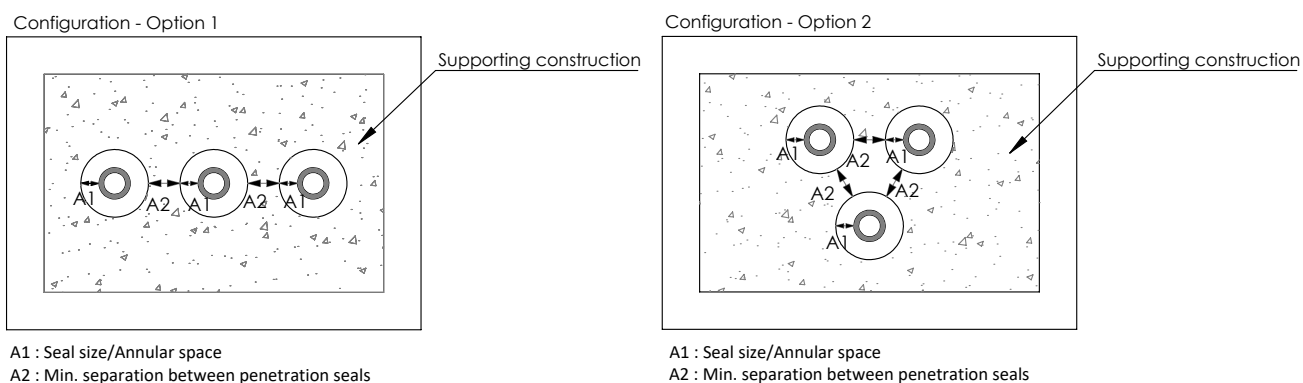 Configuration - Option 1
Supporting construction
A1
A2
A1
A2
A1
A1 : Seal size/Annular space
A2 : Min. separation between penetration seals
Configuration - Option 2
Supporting construction
A1
A2
A1
A2
A2
A1
A1 : Seal size/Annular space
A2 : Min. separation between penetration seals